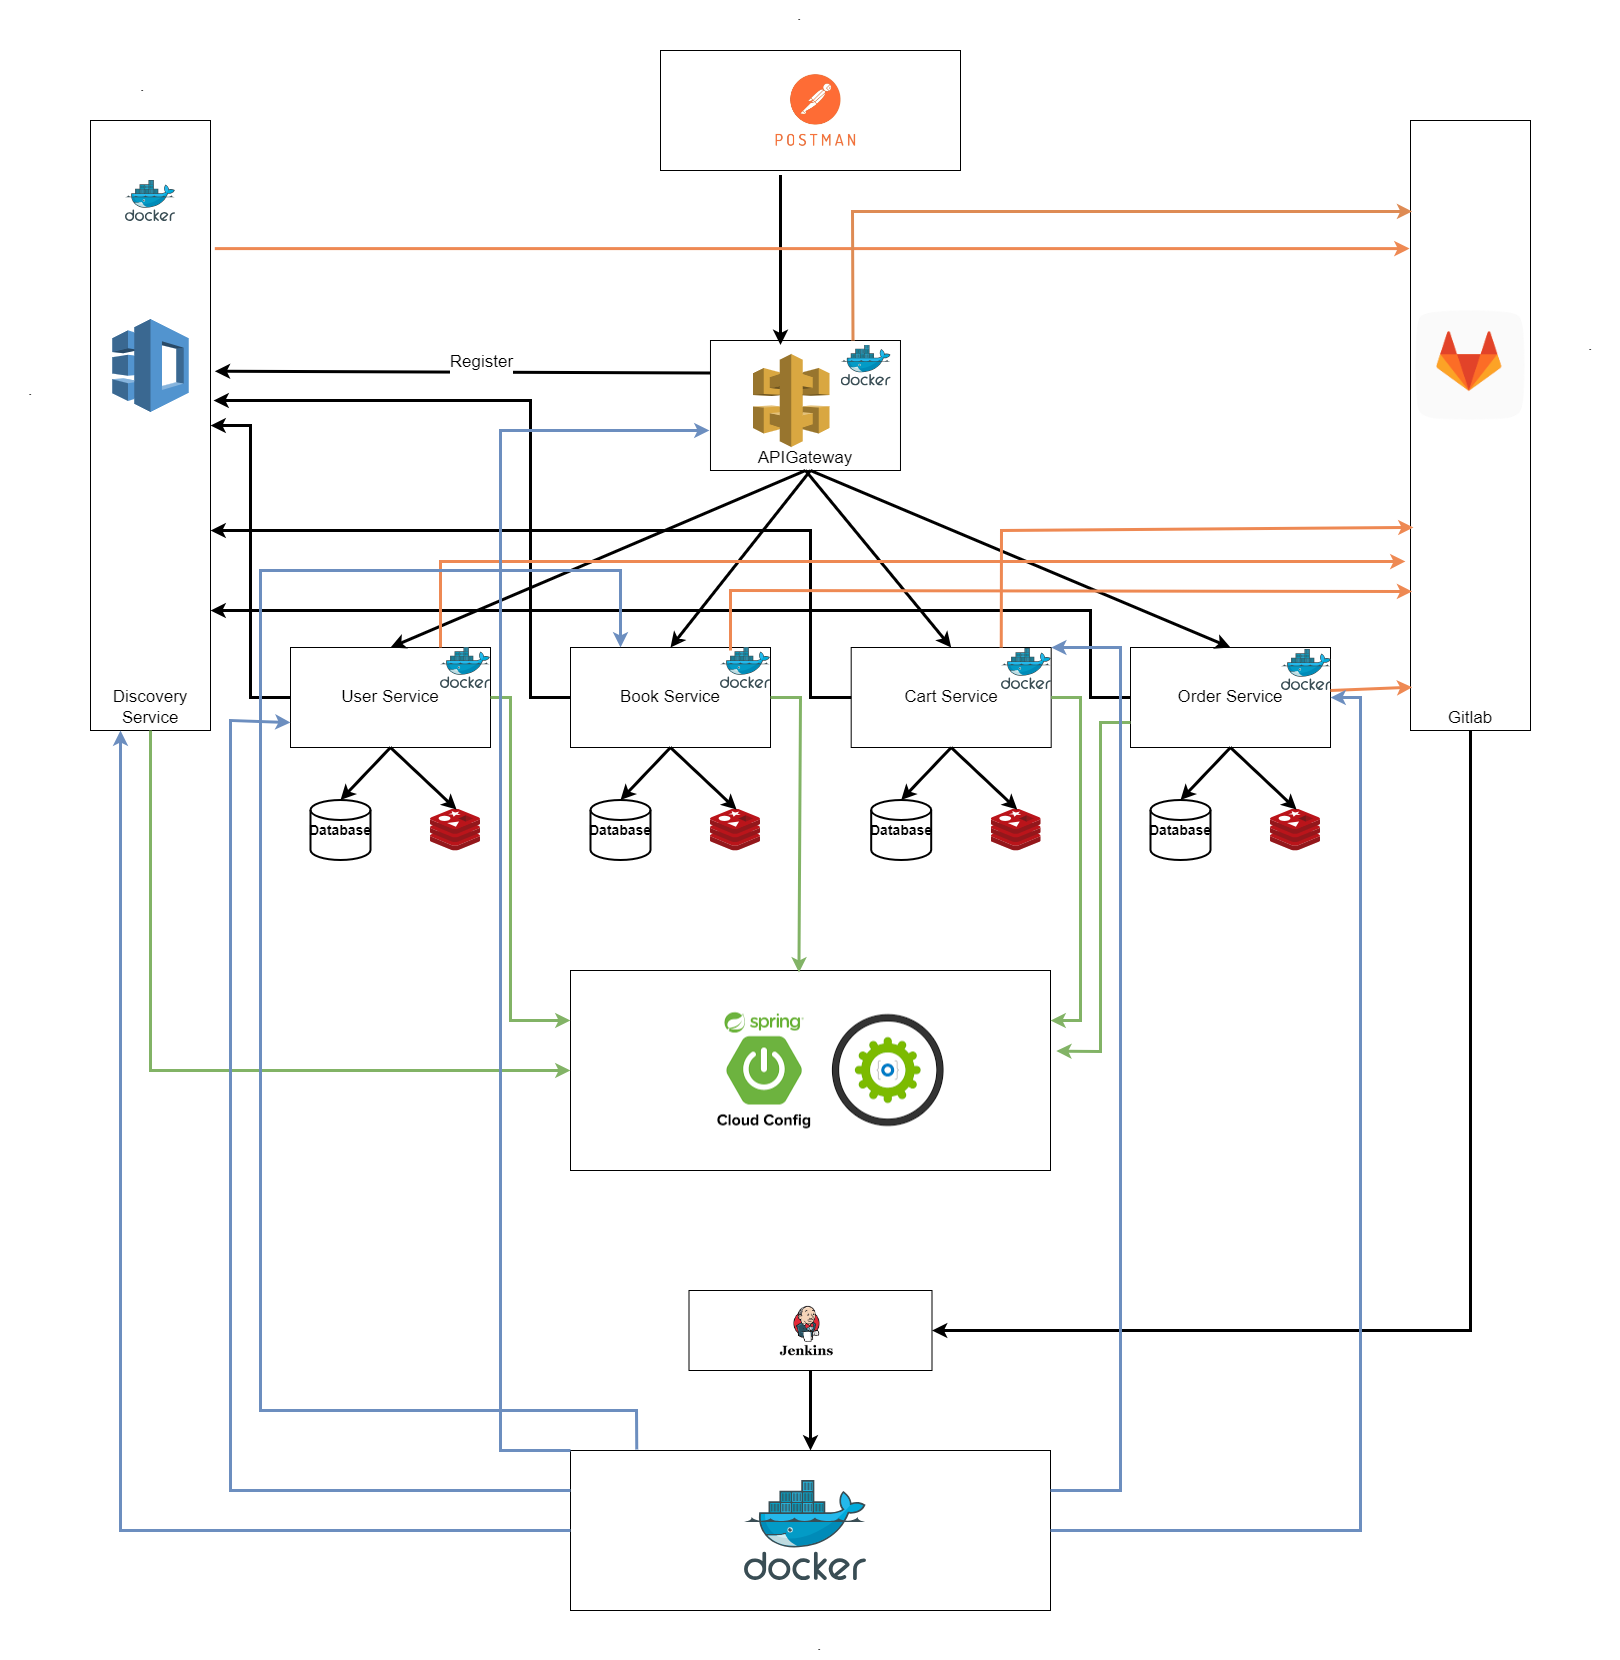 POSTMAN
docker
Register
docker
APIGateway
Discovery
Service
User Service
docker
Book Service
docker
Cart Service
docker
Order Service
docker
Gitlab
Database
Database
Database
Database
spring
Cloud Config
Jenkins
docker